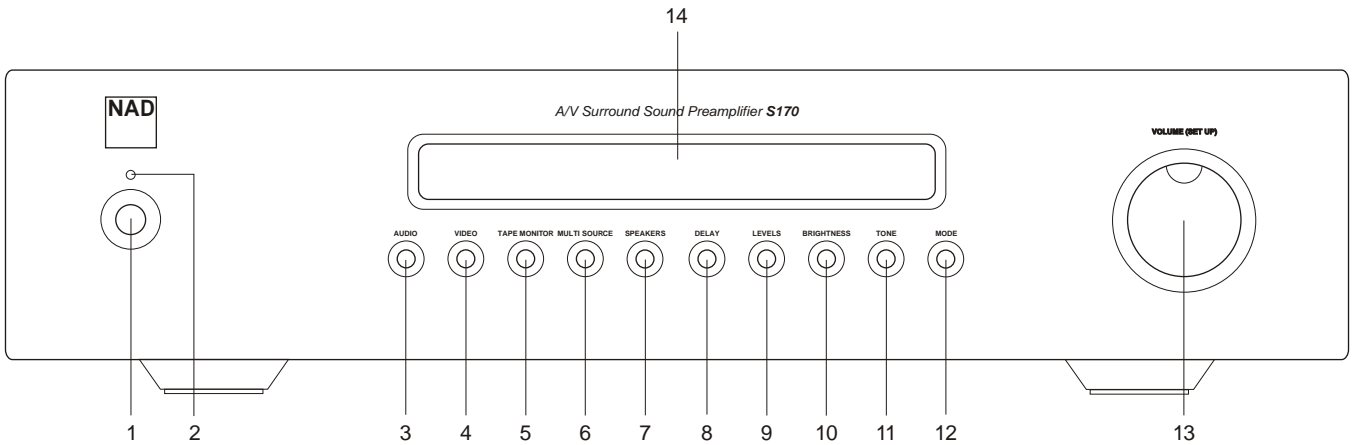 14
NAD
A/V Surround Sound Preamplifier S170
VOLUME (SET UP)
AUDIO VIDEO TAPE MONITOR MULTI SOURCE SPEAKERS DELAY LEVELS BRIGHTNESS TONE MODE
1 2 3 4 5 6 7 8 9 10 11 12 13